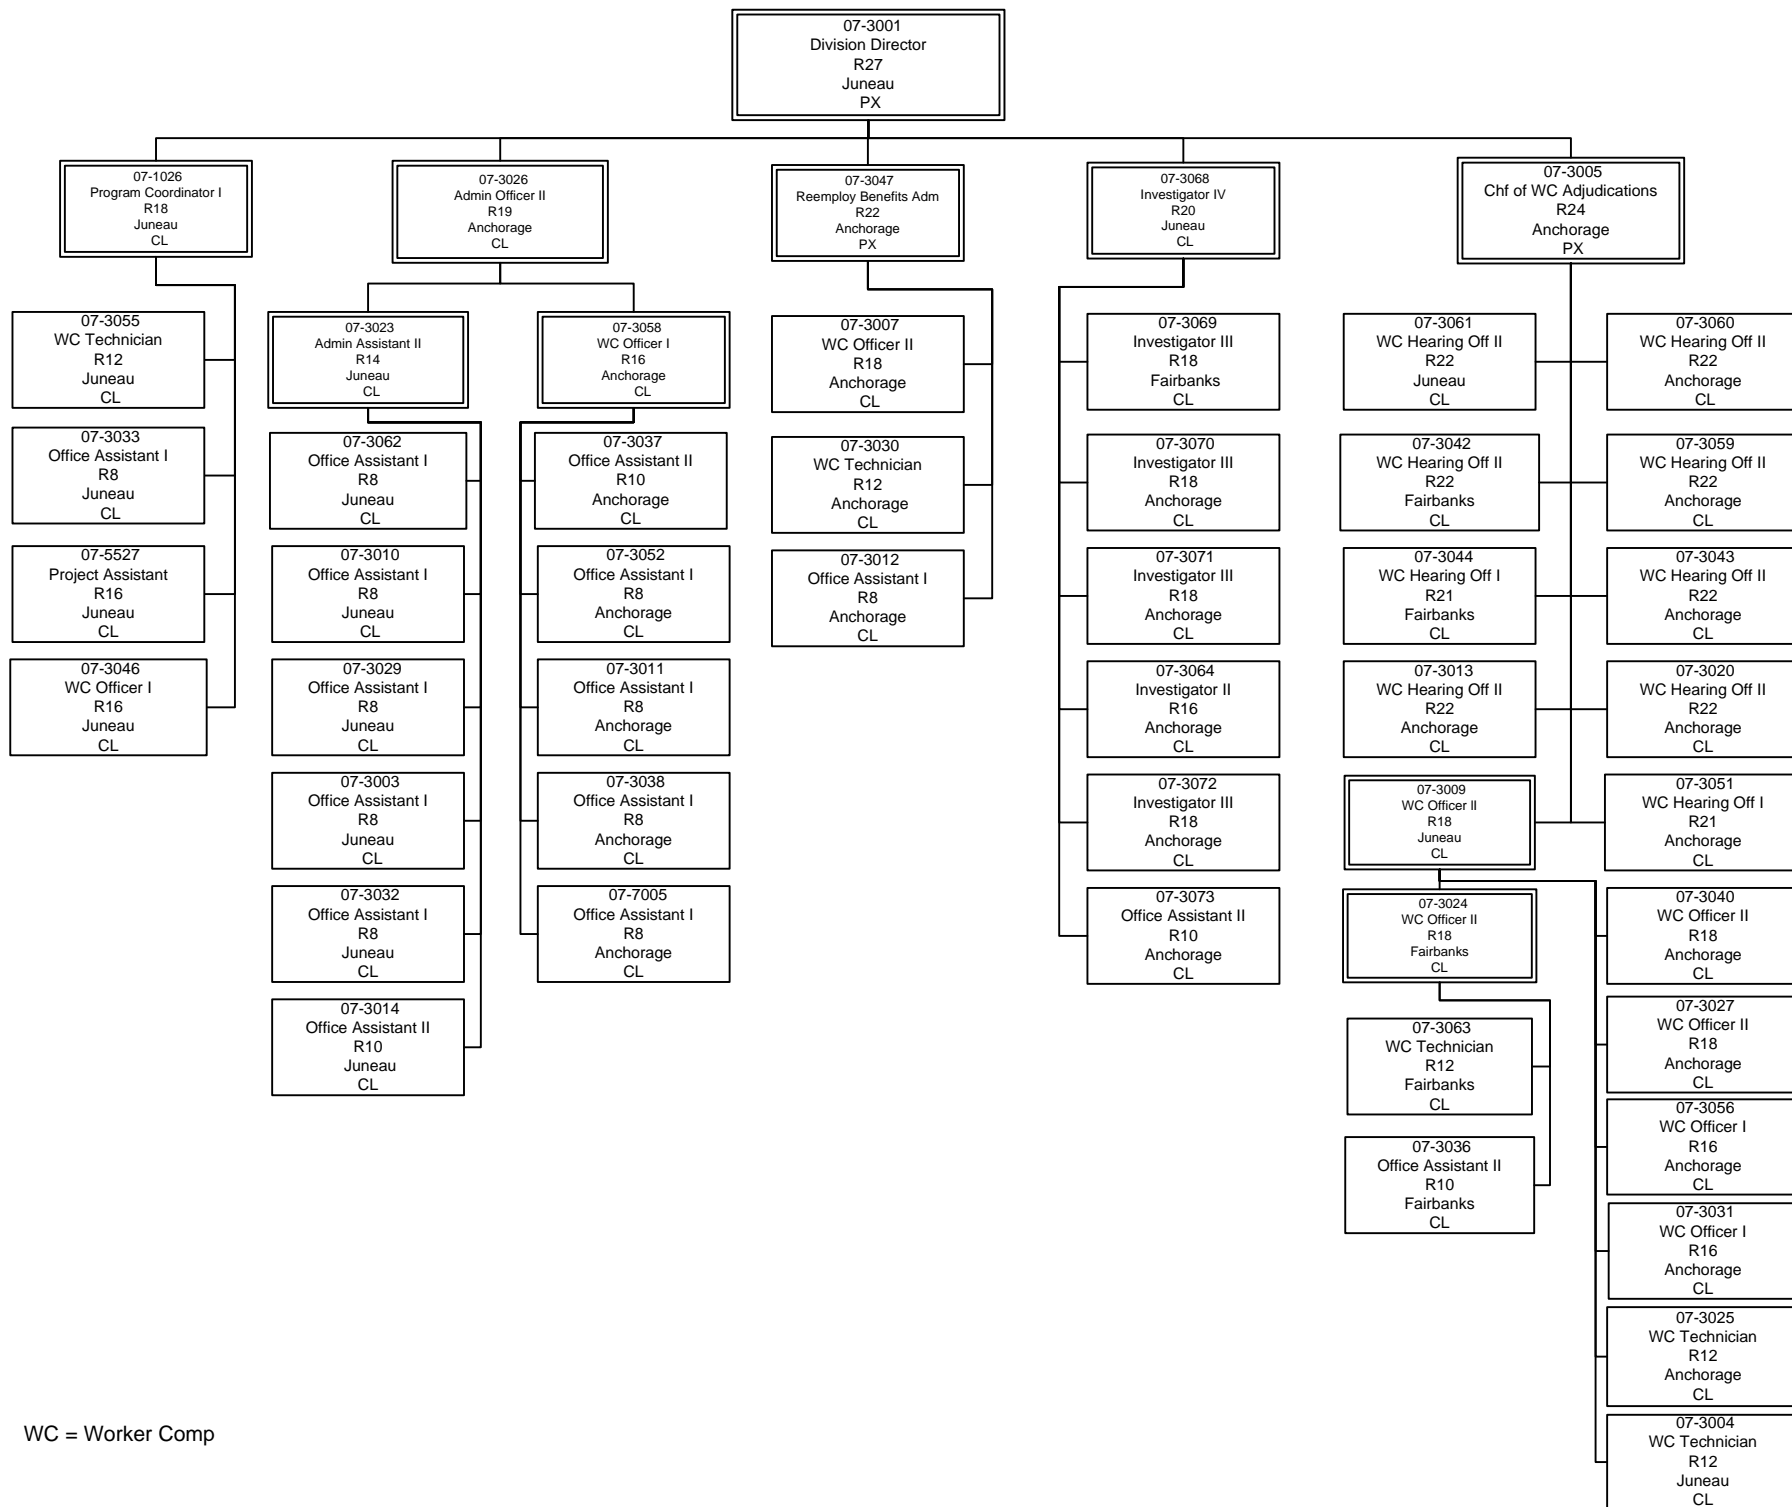 07-3001
Division Director
R27
Juneau
PX
07-1026
Program Coordinator I
R18
Juneau
CL
07-3026
Admin Officer II
R19
Anchorage
CL
07-3047
Reemploy Benefits Adm
R22
Anchorage
PX
07-3068
Investigator IV
R20
Juneau
CL
07-3005
Chf of WC Adjudications
R24
Anchorage
PX
07-3055
WC Technician
R12
Juneau
CL
07-3033
Office Assistant I
R8
Juneau
CL
07-5527
Project Assistant
R16
Juneau
CL
07-3046
WC Officer I
R16
Juneau
CL
07-3023
Admin Assistant II
R14
Juneau
CL
07-3062
Office Assistant I
R8
Juneau
CL
07-3010
Office Assistant I
R8
Juneau
CL
07-3029
Office Assistant I
R8
Juneau
CL
07-3003
Office Assistant I
R8
Juneau
CL
07-3032
Office Assistant I
R8
Juneau
CL
07-3014
Office Assistant II
R10
Juneau
CL
07-3058
WC Officer I
R16
Anchorage
CL
07-3037
Office Assistant II
R10
Anchorage
CL
07-3052
Office Assistant I
R8
Anchorage
CL
07-3011
Office Assistant I
R8
Anchorage
CL
07-3038
Office Assistant I
R8
Anchorage
CL
07-7005
Office Assistant I
R8
Anchorage
CL
07-3007
WC Officer II
R18
Anchorage
CL
07-3030
WC Technician
R12
Anchorage
CL
07-3012
Office Assistant I
R8
Anchorage
CL
07-3069
Investigator III
R18
Fairbanks
CL
07-3070
Investigator III
R18
Anchorage
CL
07-3071
Investigator III
R18
Anchorage
CL
07-3064
Investigator II
R16
Anchorage
CL
07-3072
Investigator III
R18
Anchorage
CL
07-3073
Office Assistant II
R10
Anchorage
CL
07-3061
WC Hearing Off II
R22
Juneau
CL
07-3042
WC Hearing Off II
R22
Fairbanks
CL
07-3044
WC Hearing Off I
R21
Fairbanks
CL
07-3013
WC Hearing Off II
R22
Anchorage
CL
07-3009
WC Officer II
R18
Juneau
CL
07-3024
WC Officer II
R18
Fairbanks
CL
07-3063
WC Technician
R12
Fairbanks
CL
07-3036
Office Assistant II
R10
Fairbanks
CL
07-3060
WC Hearing Off II
R22
Anchorage
CL
07-3059
WC Hearing Off II
R22
Anchorage
CL
07-3043
WC Hearing Off II
R22
Anchorage
CL
07-3020
WC Hearing Off II
R22
Anchorage
CL
07-3051
WC Hearing Off I
R21
Anchorage
CL
07-3040
WC Officer II
R18
Anchorage
CL
07-3027
WC Officer II
R18
Anchorage
CL
07-3056
WC Officer I
R16
Anchorage
CL
07-3031
WC Officer I
R16
Anchorage
CL
07-3025
WC Technician
R12
Anchorage
CL
07-3004
WC Technician
R12
Juneau
CL
WC = Worker Comp